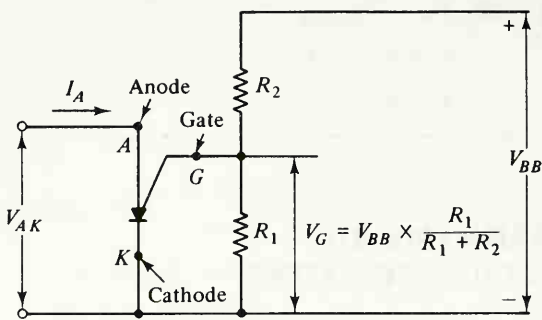 +
I_A
Anode
R_2
Gate
A
G
V_BB
V_AK
R_1
V_G = V_BB × R_1 / (R_1 + R_2)
K
Cathode
−